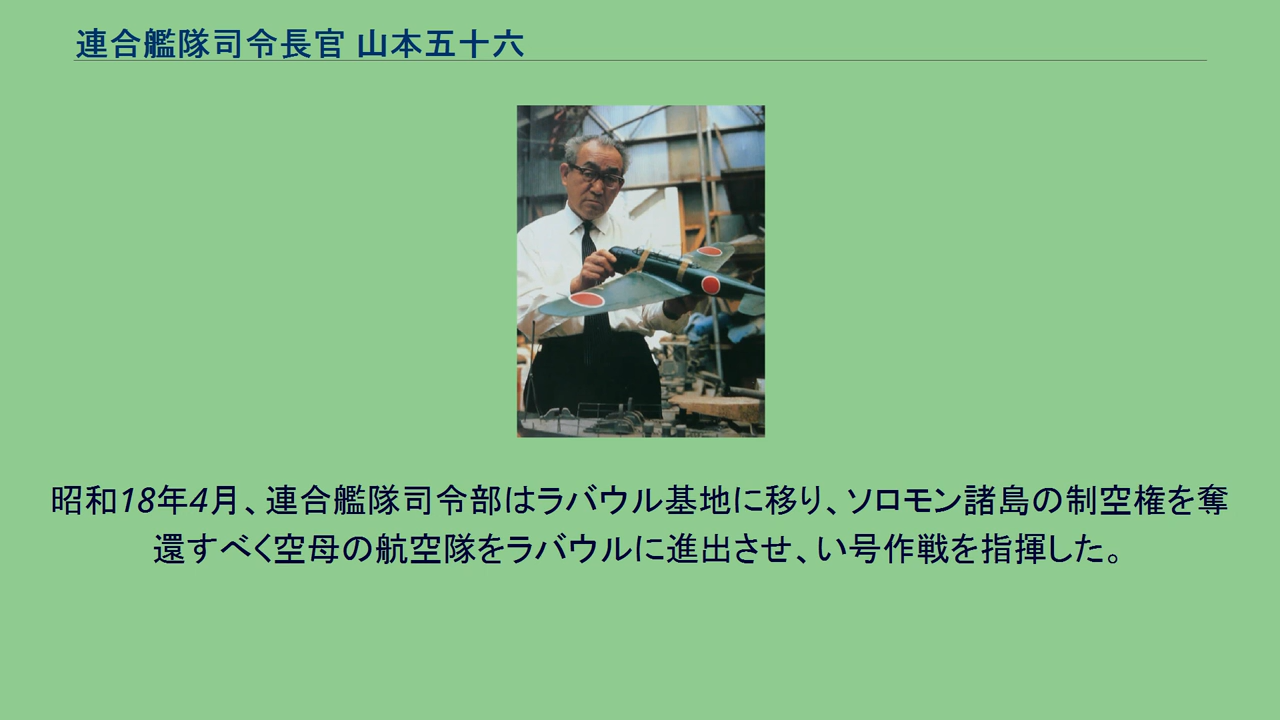 連合艦隊司令長官 山本五十六
昭和18年4月、連合艦隊司令部はラバウル基地に移り、ソロモン諸島の制空権を奪
還すべく空母の航空隊をラバウルに進出させ、い号作戦を指揮した。